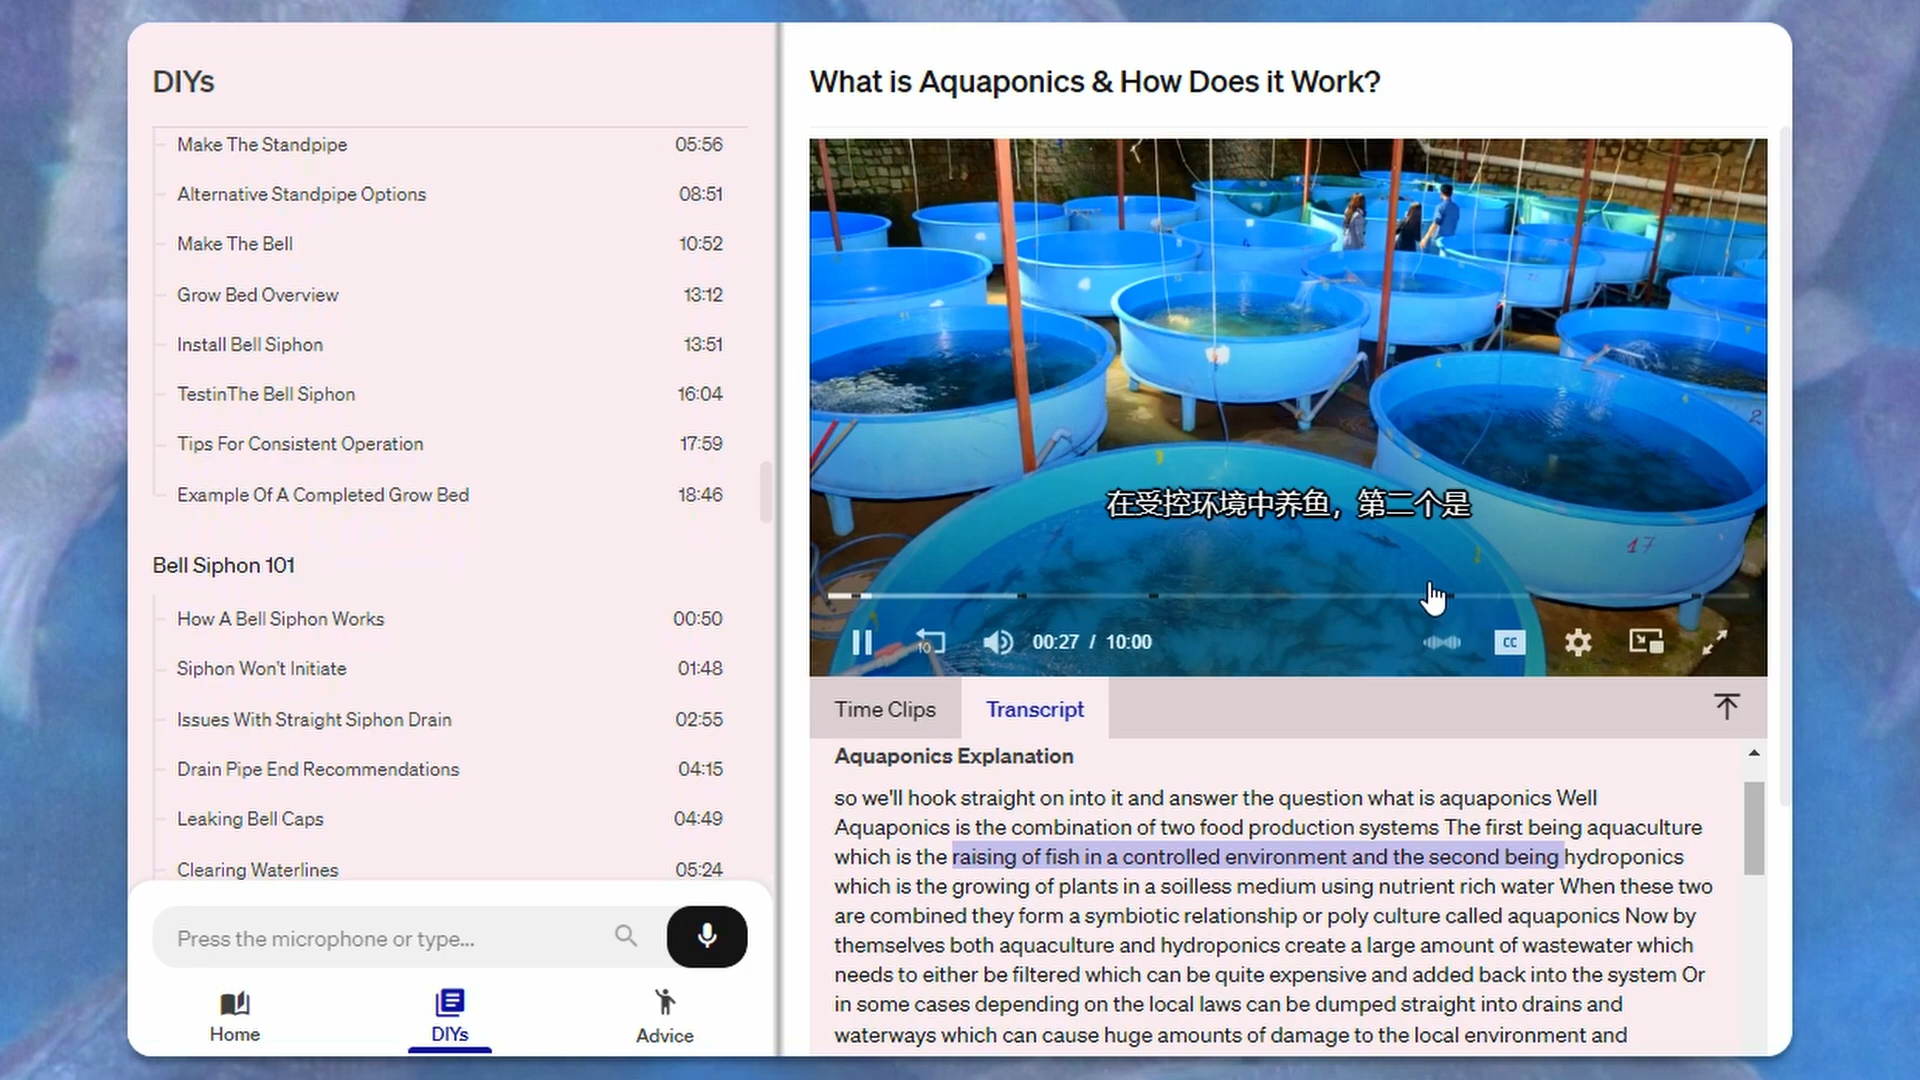 DIYs
Make The Standpipe 05:56
Alternative Standpipe Options 08:51
Make The Bell 10:52
Grow Bed Overview 13:12
Install Bell Siphon 13:51
TestinThe Bell Siphon 16:04
Tips For Consistent Operation 17:59
Example Of A Completed Grow Bed 18:46
Bell Siphon 101
How A Bell Siphon Works 00:50
Siphon Won't Initiate 01:48
Issues With Straight Siphon Drain 02:55
Drain Pipe End Recommendations 04:15
Leaking Bell Caps 04:49
Clearing Waterlines 05:24
Press the microphone or type...
Home
DIYs
Advice
What is Aquaponics & How Does it Work?
2
3
17
在受控环境中养鱼，第二个是
10
00:27 / 10:00
CC
Time Clips
Transcript
Aquaponics Explanation
so we'll hook straight on into it and answer the question what is aquaponics Well
Aquaponics is the combination of two food production systems The first being aquaculture
which is the raising of fish in a controlled environment and the second being hydroponics
which is the growing of plants in a soilless medium using nutrient rich water When these two
are combined they form a symbiotic relationship or poly culture called aquaponics Now by
themselves both aquaculture and hydroponics create a large amount of wastewater which
needs to either be filtered which can be quite expensive and added back into the system Or
in some cases depending on the local laws can be dumped straight into drains and
waterways which can cause huge amounts of damage to the local environment and